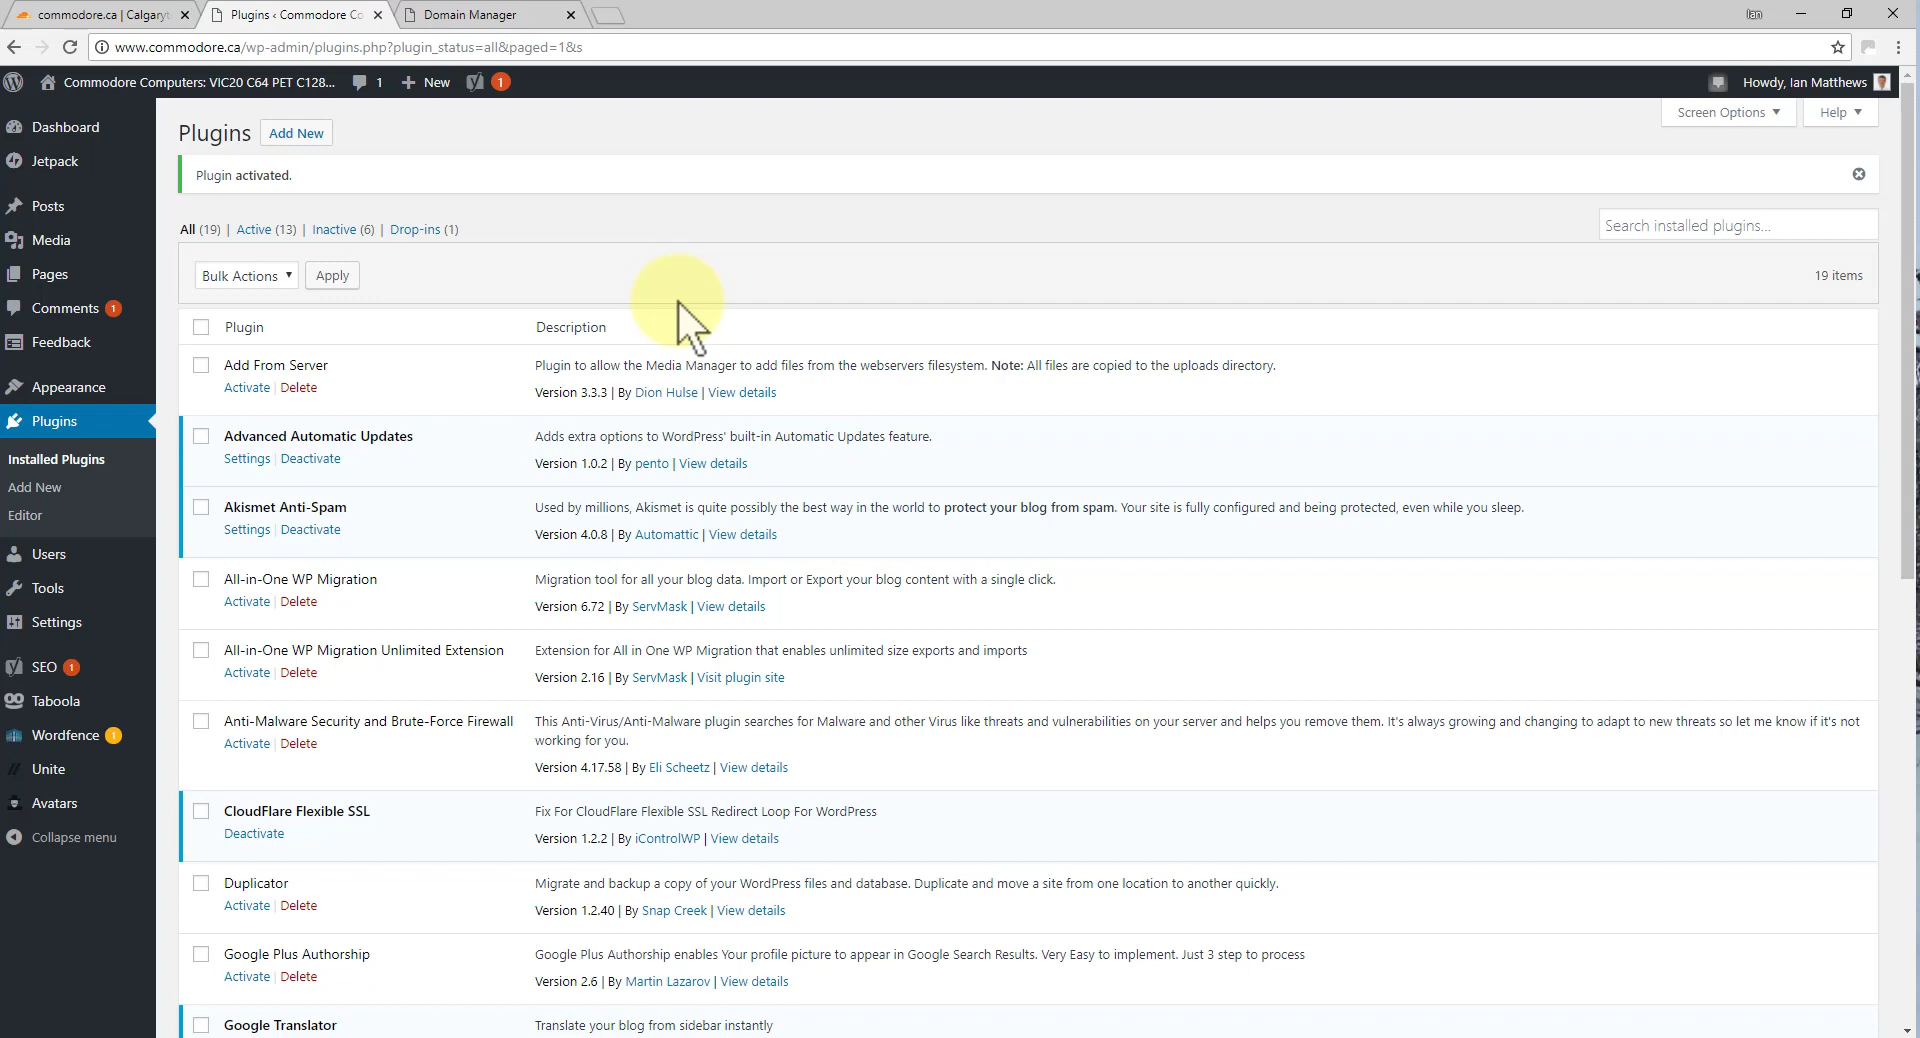 commodore.ca | Calgaryt
Plugins ‹ Commodore Co
Domain Manager
Ian
www.commodore.ca/wp-admin/plugins.php?plugin_status=all&paged=1&s
Commodore Computers: VIC20 C64 PET C128... 1 New 1
Howdy, Ian Matthews
Dashboard
Jetpack
Posts
Media
Pages
Comments 1
Feedback
Appearance
Plugins
Installed Plugins
Add New
Editor
Users
Tools
Settings
SEO 1
Taboola
Wordfence 1
Unite
Avatars
Collapse menu
Screen Options Help
Plugins Add New
Plugin activated.
All (19) | Active (13) | Inactive (6) | Drop-ins (1)
Search installed plugins...
Bulk Actions Apply
19 items
Plugin Description
Add From Server
Activate | Delete
Plugin to allow the Media Manager to add files from the webservers filesystem. Note: All files are copied to the uploads directory.
Version 3.3.3 | By Dion Hulse | View details
Advanced Automatic Updates
Settings | Deactivate
Adds extra options to WordPress' built-in Automatic Updates feature.
Version 1.0.2 | By pento | View details
Akismet Anti-Spam
Settings | Deactivate
Used by millions, Akismet is quite possibly the best way in the world to protect your blog from spam. Your site is fully configured and being protected, even while you sleep.
Version 4.0.8 | By Automattic | View details
All-in-One WP Migration
Activate | Delete
Migration tool for all your blog data. Import or Export your blog content with a single click.
Version 6.72 | By ServMask | View details
All-in-One WP Migration Unlimited Extension
Activate | Delete
Extension for All in One WP Migration that enables unlimited size exports and imports
Version 2.16 | By ServMask | Visit plugin site
Anti-Malware Security and Brute-Force Firewall
Activate | Delete
This Anti-Virus/Anti-Malware plugin searches for Malware and other Virus like threats and vulnerabilities on your server and helps you remove them. It's always growing and changing to adapt to new threats so let me know if it's not
working for you.
Version 4.17.58 | By Eli Scheetz | View details
CloudFlare Flexible SSL
Deactivate
Fix For CloudFlare Flexible SSL Redirect Loop For WordPress
Version 1.2.2 | By iControlWP | View details
Duplicator
Activate | Delete
Migrate and backup a copy of your WordPress files and database. Duplicate and move a site from one location to another quickly.
Version 1.2.40 | By Snap Creek | View details
Google Plus Authorship
Activate | Delete
Google Plus Authorship enables Your profile picture to appear in Google Search Results. Very Easy to implement. Just 3 step to process
Version 2.6 | By Martin Lazarov | View details
Google Translator
Translate your blog from sidebar instantly